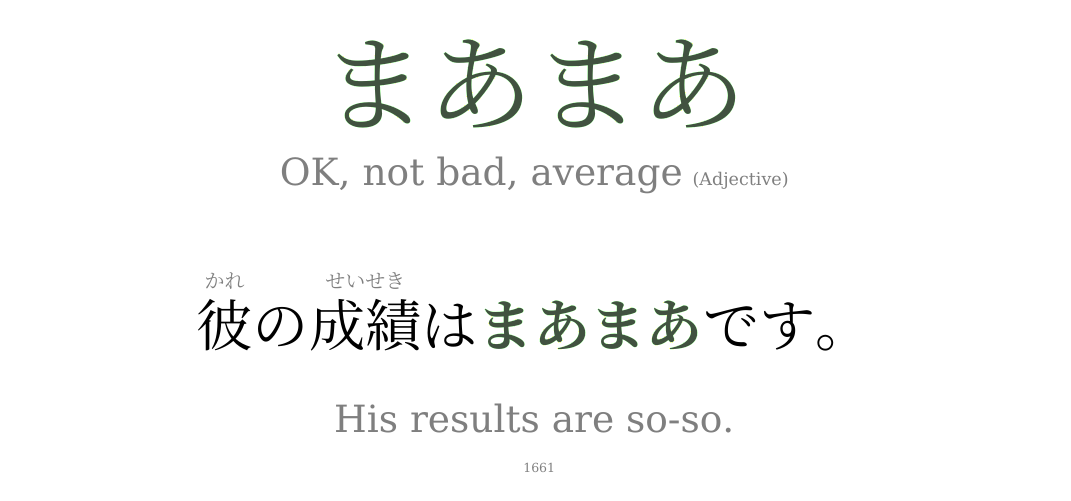 まあまあ
OK, not bad, average (Adjective)
かれ せいせき
彼の成績はまあまあです。
His results are so-so.
1661